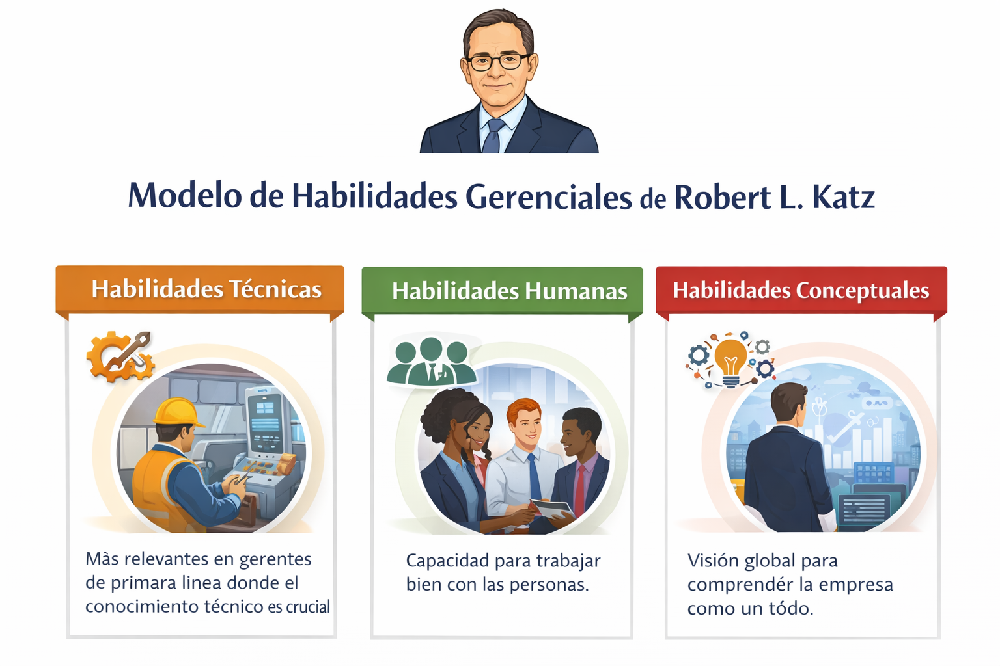 Modelo de Habilidades Gerenciales de Robert L. Katz
Habilidades Técnicas
Màs relevantes en gerentes
de primara linea donde el
conocimiento técnico es crucial
Habilidades Humanas
Capacidad para trabajar
bien con las personas.
Habilidades Conceptuales
Visión global para
comprendér la empresa
como un tódo.